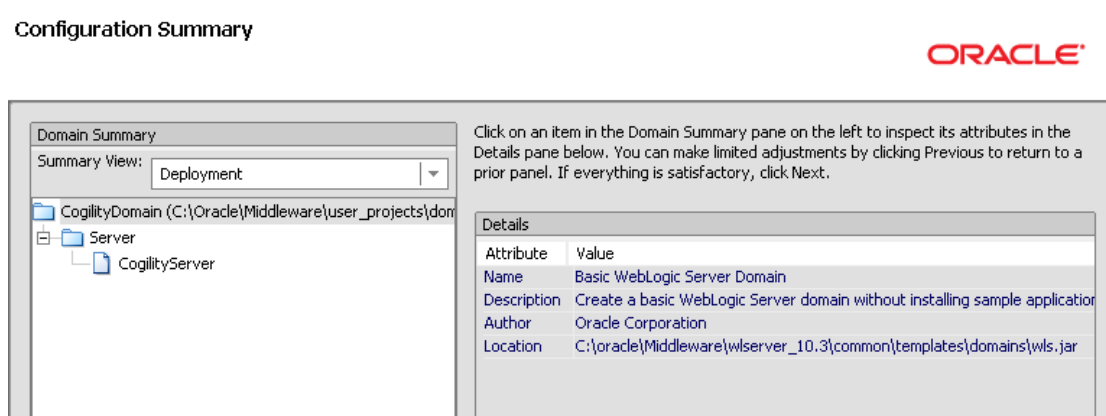 Configuration Summary
ORACLE
Domain Summary
Summary View:
Deployment
CogilityDomain (C:\Oracle\Middleware\user_projects\dom
Server
CogilityServer
Click on an item in the Domain Summary pane on the left to inspect its attributes in the
Details pane below. You can make limited adjustments by clicking Previous to return to a
prior panel. If everything is satisfactory, click Next.
Details
Attribute Value
Name Basic WebLogic Server Domain
Description Create a basic WebLogic Server domain without installing sample application
Author Oracle Corporation
Location C:\oracle\Middleware\wlserver_10.3\common\templates\domains\wls.jar